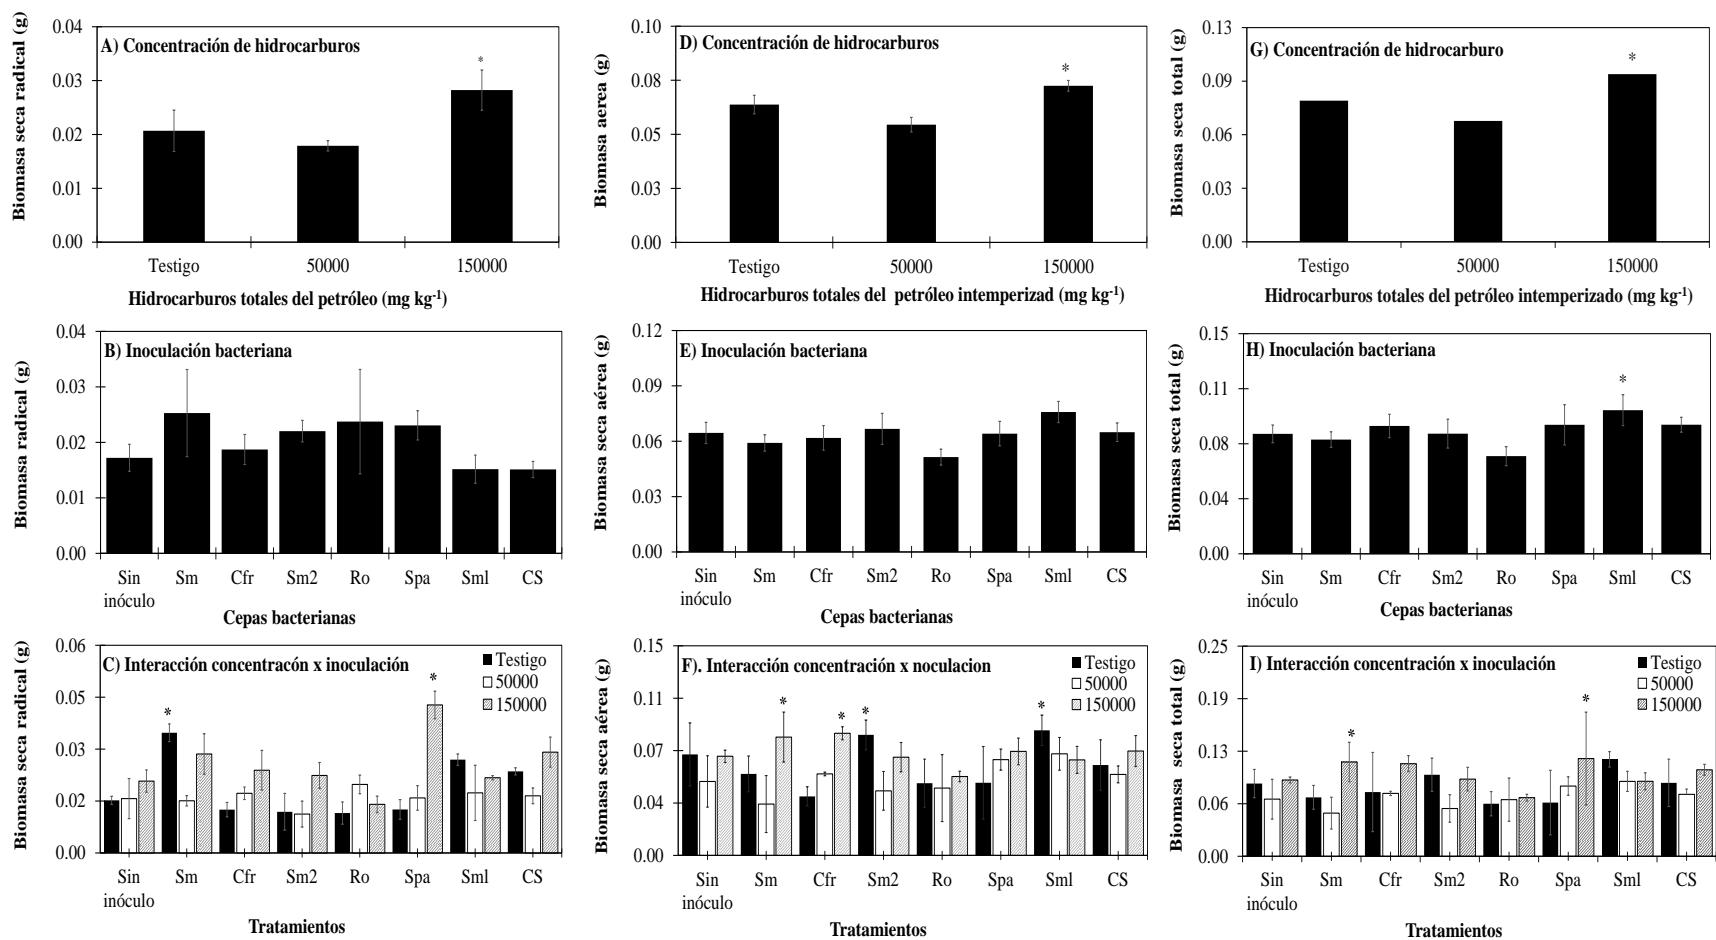 A) Concentración de hidrocarburos
Biomasa seca radical (g)
0.04
0.03
0.02
0.01
0.00
*
Testigo 50000 150000
Hidrocarburos totales del petróleo (mg kg-1)
D) Concentración de hidrocarburos
Biomasa aerea (g)
0.10
0.08
0.05
0.03
0.00
*
Testigo 50000 150000
Hidrocarburos totales del petróleo intemperizad (mg kg-1)
G) Concentración de hidrocarburo
Biomasa seca total (g)
0.13
0.09
0.06
0.03
0.00
*
Testigo 50000 150000
Hidrocarburos totales del petróleo intemperizado (mg kg-1)
B) Inoculación bacteriana
Biomasa radical (g)
0.04
0.03
0.02
0.01
0.00
Sin inóculo Sm Cfr Sm2 Ro Spa Sml CS
Cepas bacterianas
E) Inoculación bacteriana
Biomasa seca aérea (g)
0.12
0.09
0.06
0.03
0.00
Sin inóculo Sm Cfr Sm2 Ro Spa Sml CS
Cepas bacterianas
H) Inoculación bacteriana
Biomasa seca total (g)
0.15
0.11
0.08
0.04
0.00
*
Sin inóculo Sm Cfr Sm2 Ro Spa Sml CS
Cepas bacterianas
C) Interacción concentracón x inoculación
Biomasa seca radical (g)
0.06
0.05
0.03
0.02
0.00
Testigo
50000
150000
* *
Sin inóculo Sm Cfr Sm2 Ro Spa Sml CS
Tratamientos
F). Interacción concentración x noculacion
Biomasa seca aérea (g)
0.15
0.11
0.07
0.04
0.00
Testigo
50000
150000
* * * *
Sin inóculo Sm Cfr Sm2 Ro Spa Sml CS
Tratamientos
I) Interacción concentración x inoculación
Biomasa seca total (g)
0.25
0.19
0.13
0.06
0.00
Testigo
50000
150000
* *
Sin inóculo Sm Cfr Sm2 Ro Spa Sml CS
Tratamientos